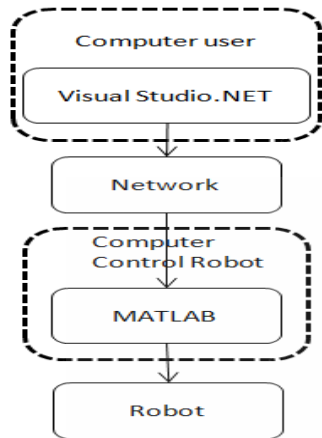 Computer user
Visual Studio.NET
Network
Computer
Control Robot
MATLAB
Robot